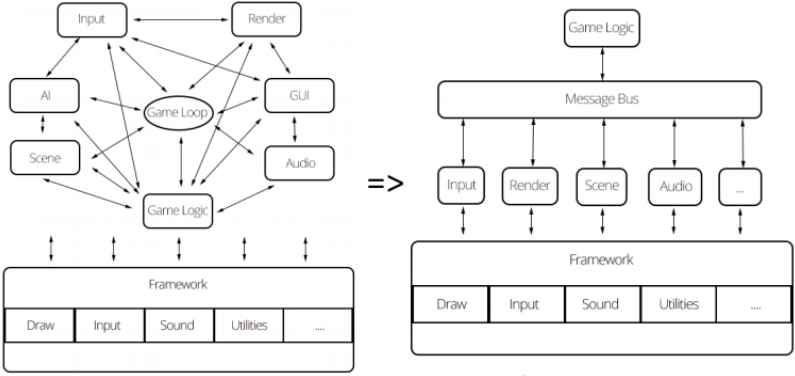 Input
Render
AI
Game Loop
GUI
Scene
Audio
Game Logic
Framework
Draw
Input
Sound
Utilities
....
=>
Game Logic
Message Bus
Input
Render
Scene
Audio
...
Framework
Draw
Input
Sound
Utilities
....